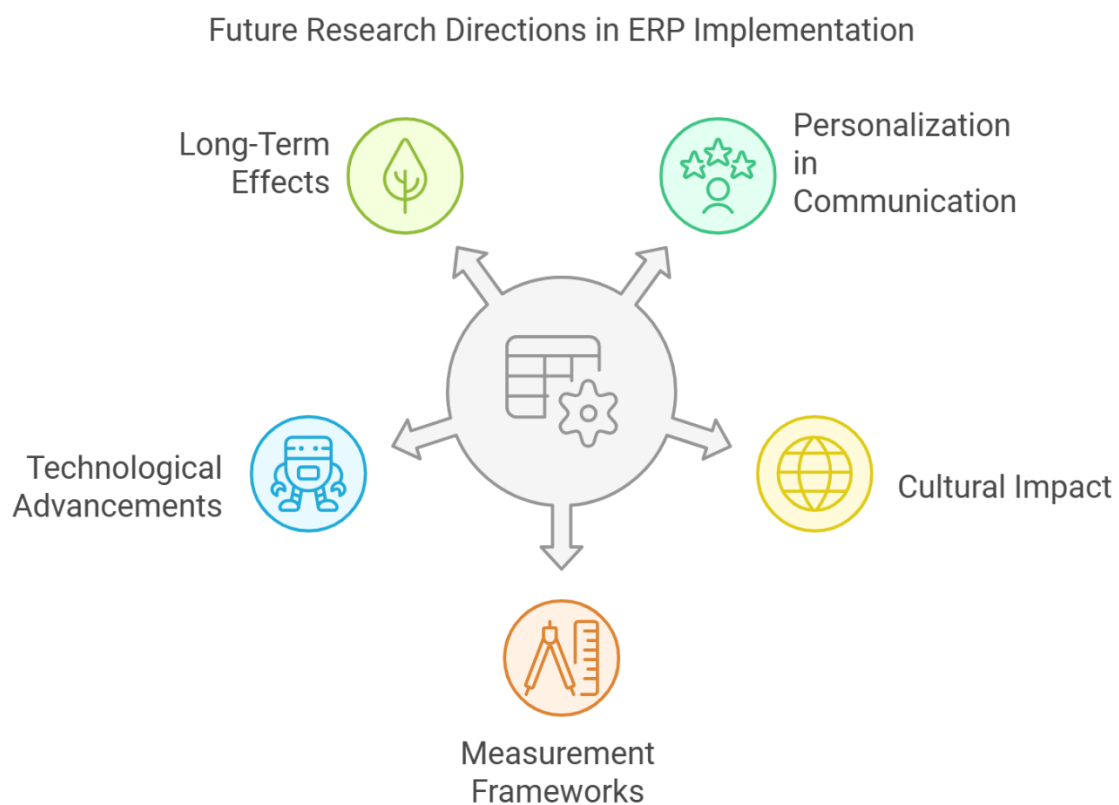 Future Research Directions in ERP Implementation
Long-Term
Effects
Personalization
in
Communication
Technological
Advancements
Cultural Impact
Measurement
Frameworks